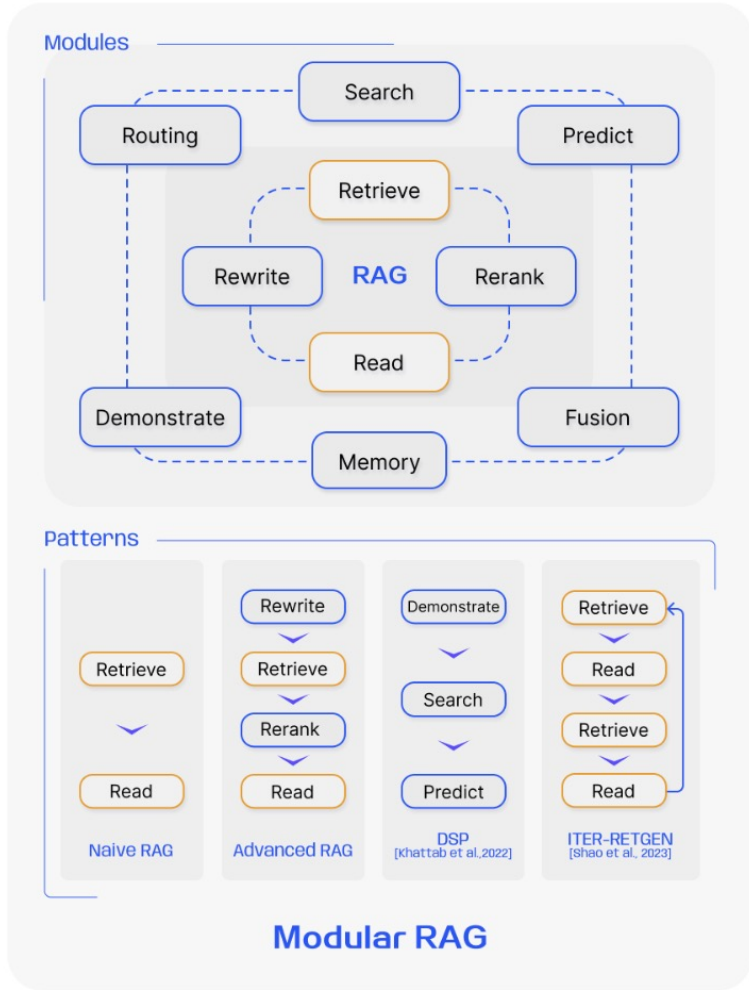 Modules
Search
Routing
Predict
Retrieve
Rewrite
RAG
Rerank
Read
Demonstrate
Fusion
Memory
Patterns
Retrieve
Read
Naive RAG
Rewrite
Retrieve
Rerank
Read
Advanced RAG
Demonstrate
Search
Predict
DSP
[Khattab et al.,2022]
Retrieve
Read
Retrieve
Read
ITER-RETGEN
[Shao et al., 2023]
Modular RAG